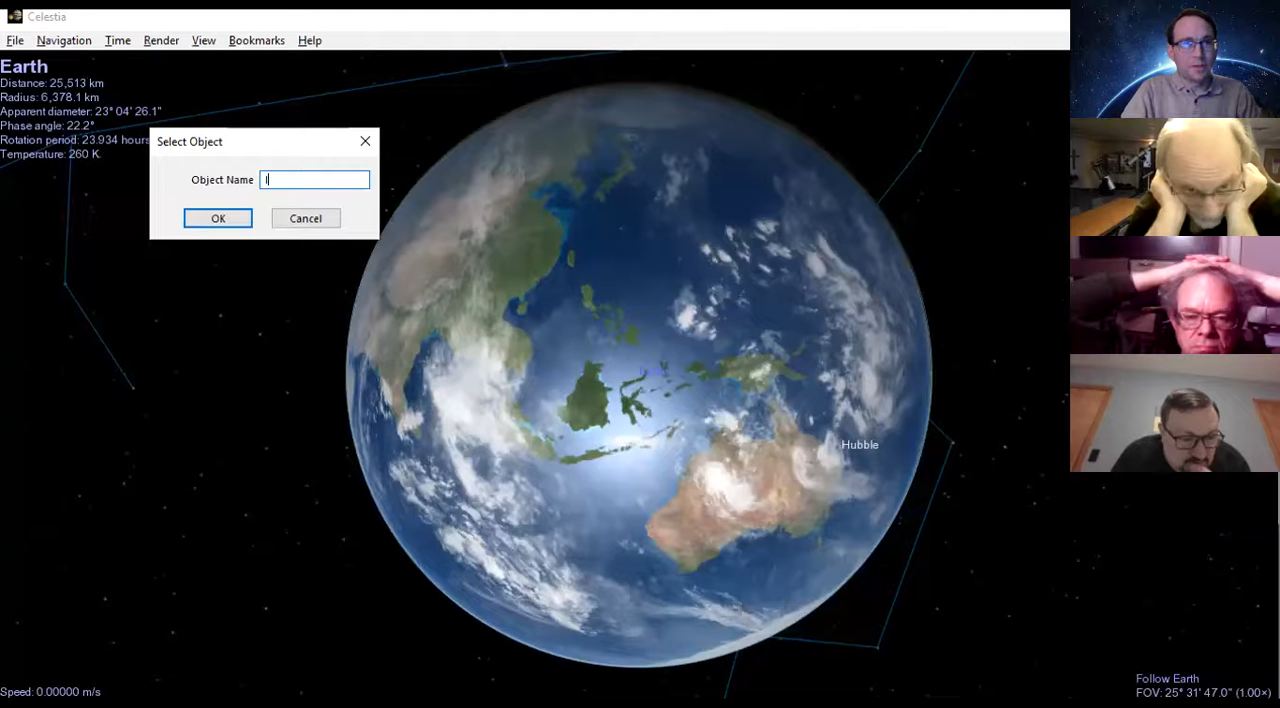 Celestia
File Navigation Time Render View Bookmarks Help
Earth
Distance: 25,513 km
Radius: 6,378.1 km
Apparent diameter: 23° 04' 26.1"
Phase angle: 22.2°
Rotation period: 23.934 hours
Temperature: 260 K
Select Object
Object Name I
OK Cancel
Hubble
Speed: 0.00000 m/s
Follow Earth
FOV: 25° 31' 47.0" (1.00×)